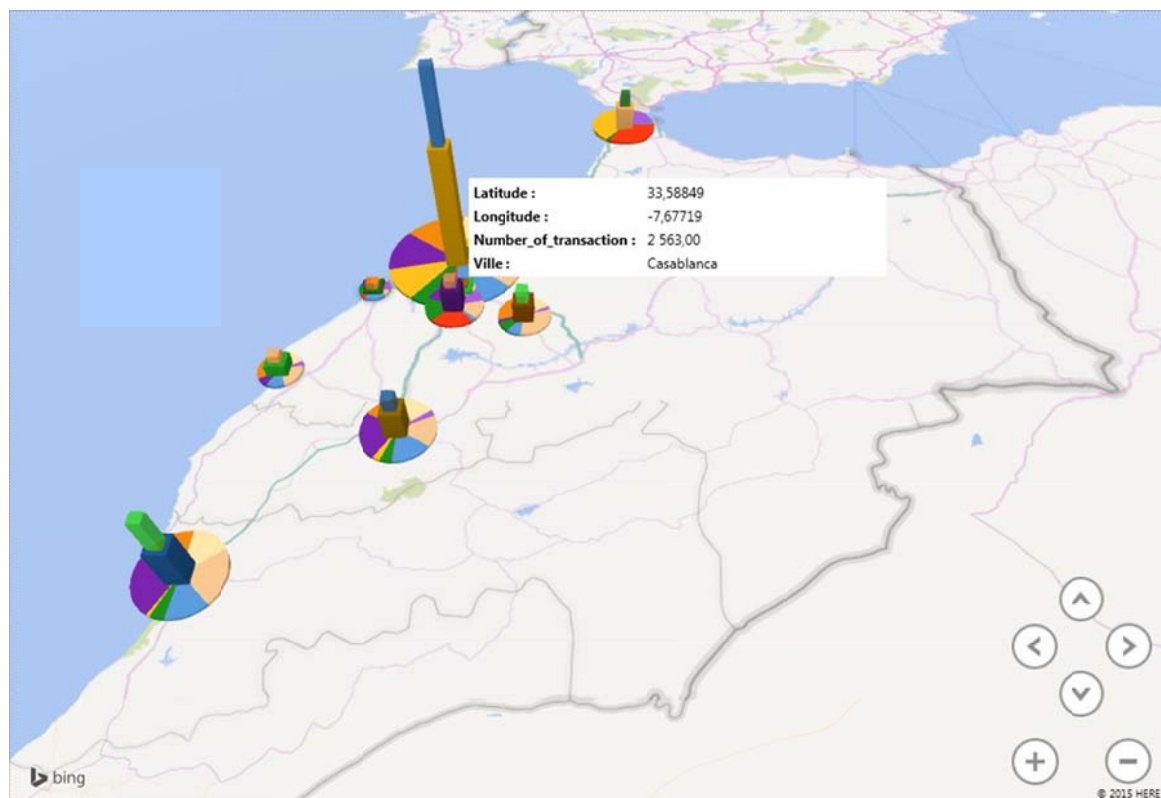 Latitude : 33,58849
Longitude : -7,67719
Number_of_transaction : 2 563,00
Ville : Casablanca
bing
© 2015 HERE